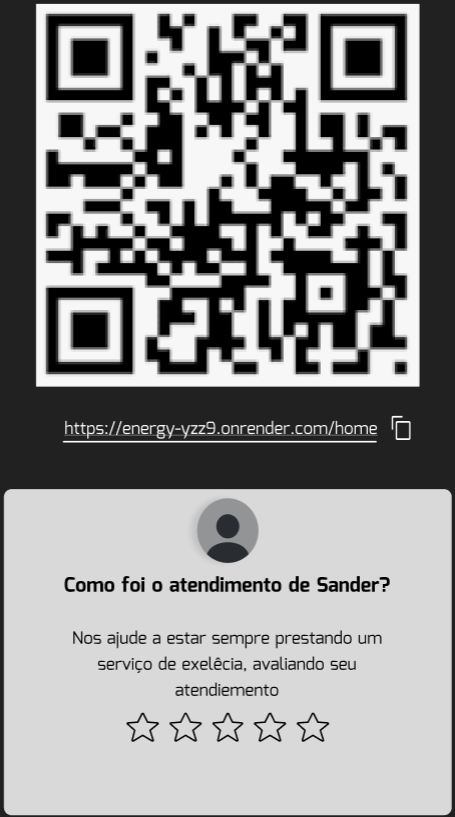 https://energy-yzz9.onrender.com/home
Como foi o atendimento de Sander?
Nos ajude a estar sempre prestando um
serviço de exelêcia, avaliando seu
atendiemento